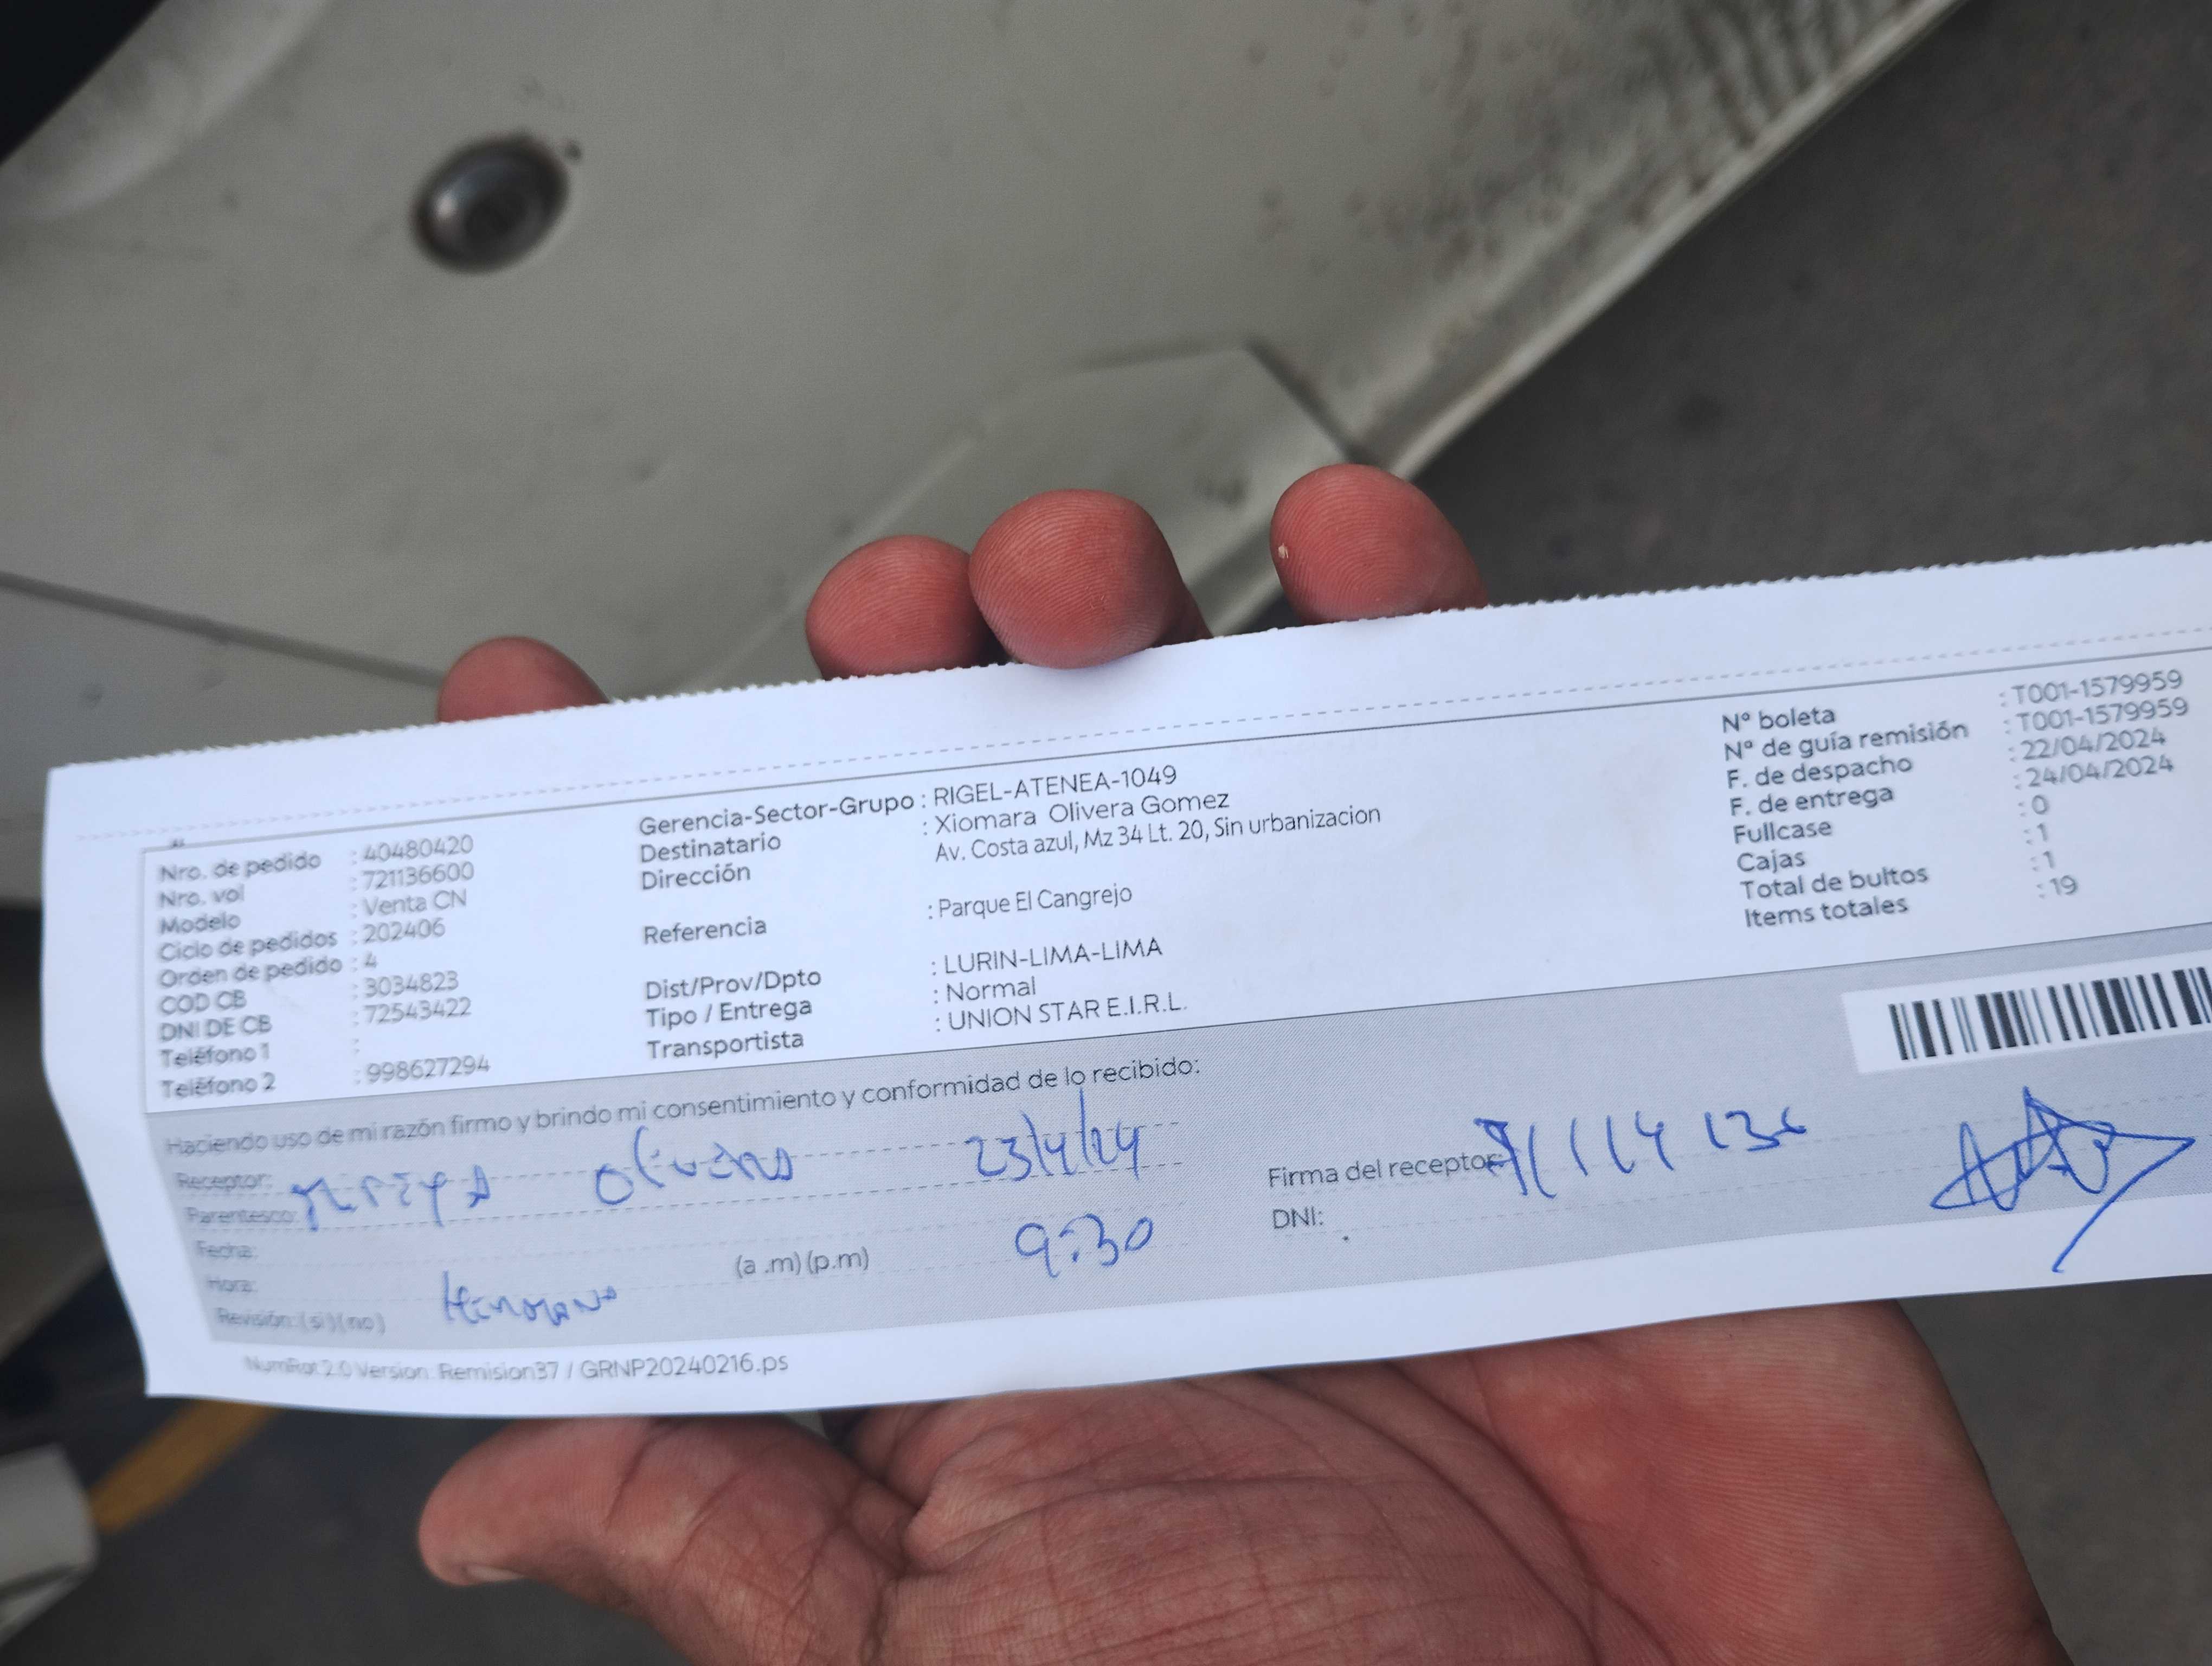 Nro. de pedido : 40480420
Nro. vol : 721136600
Modelo : Venta CN
Ciclo de pedidos : 202406
Orden de pedido : 4
COD CB : 3034823
DNI DE CB : 72543422
Teléfono 1 :
Teléfono 2 : 998627294
Gerencia-Sector-Grupo : RIGEL-ATENEA-1049
Destinatario : Xiomara Olivera Gomez
Dirección Av. Costa azul, Mz 34 Lt. 20, Sin urbanizacion
Referencia : Parque El Cangrejo
Dist/Prov/Dpto : LURIN-LIMA-LIMA
Tipo / Entrega : Normal
Transportista : UNION STAR E.I.R.L.
Nº boleta : T001-1579959
Nº de guía remisión : T001-1579959
F. de despacho : 22/04/2024
F. de entrega : 24/04/2024
Fullcase : 0
Cajas : 1
Total de bultos : 1
Items totales : 19
Haciendo uso de mi razón firmo y brindo mi consentimiento y conformidad de lo recibido:
Receptor: 23/4/24
Parentesco:
Fecha:
Hora: (a .m) (p.m) 9:30
Revisión: (si) (no)
Firma del receptor:
DNI:
NumRot 2.0 Version. Remision37 / GRNP20240216.ps